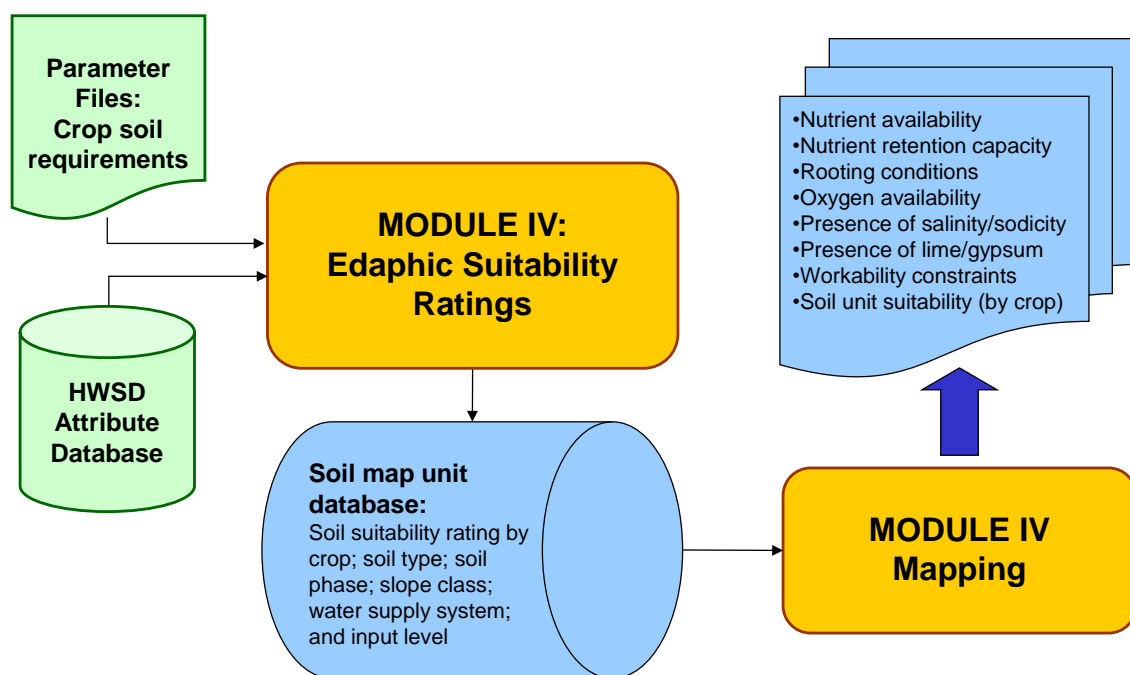 Parameter
Files:
Crop soil
requirements
HWSD
Attribute
Database
MODULE IV:
Edaphic Suitability
Ratings
Soil map unit
database:
Soil suitability rating by
crop; soil type; soil
phase; slope class;
water supply system;
and input level
•Nutrient availability
•Nutrient retention capacity
•Rooting conditions
•Oxygen availability
•Presence of salinity/sodicity
•Presence of lime/gypsum
•Workability constraints
•Soil unit suitability (by crop)
MODULE IV
Mapping